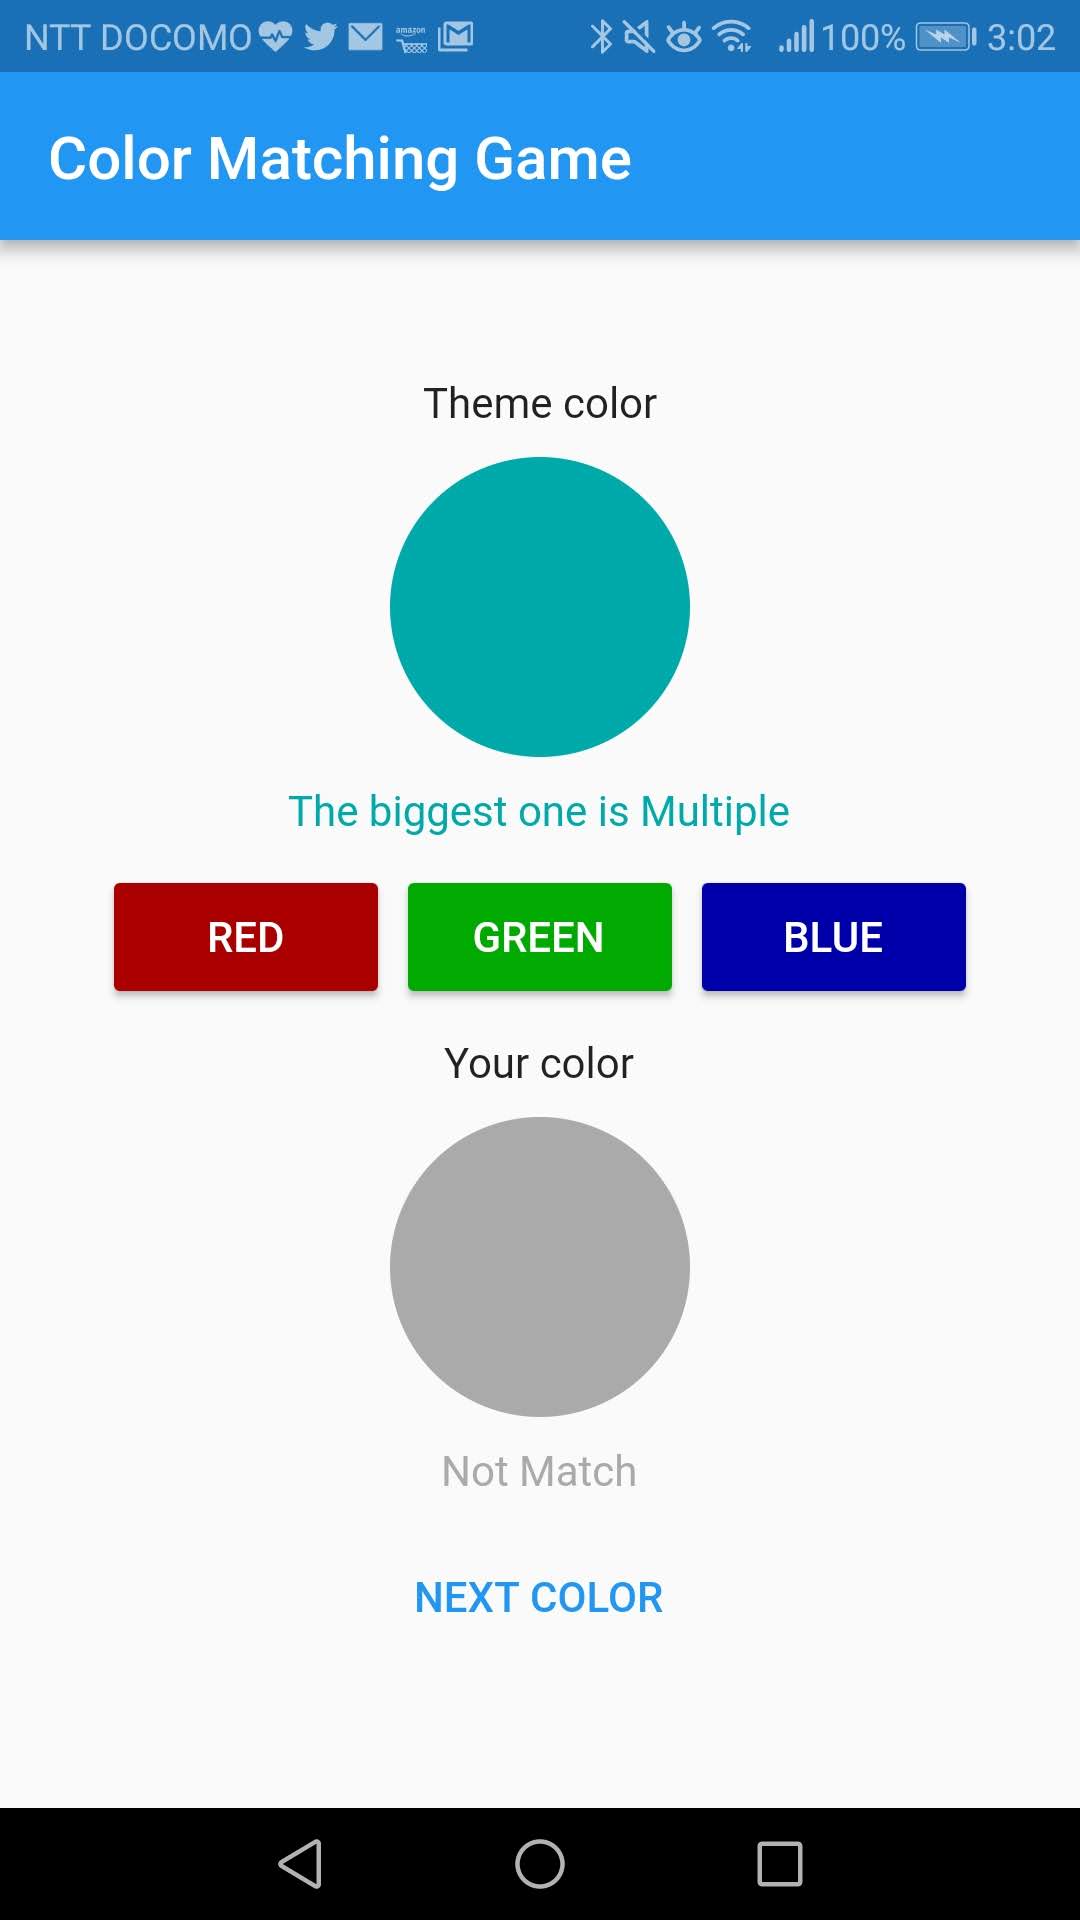 NTT DOCOMO amazon 100% 3:02
Color Matching Game
Theme color
The biggest one is Multiple
RED GREEN BLUE
Your color
Not Match
NEXT COLOR